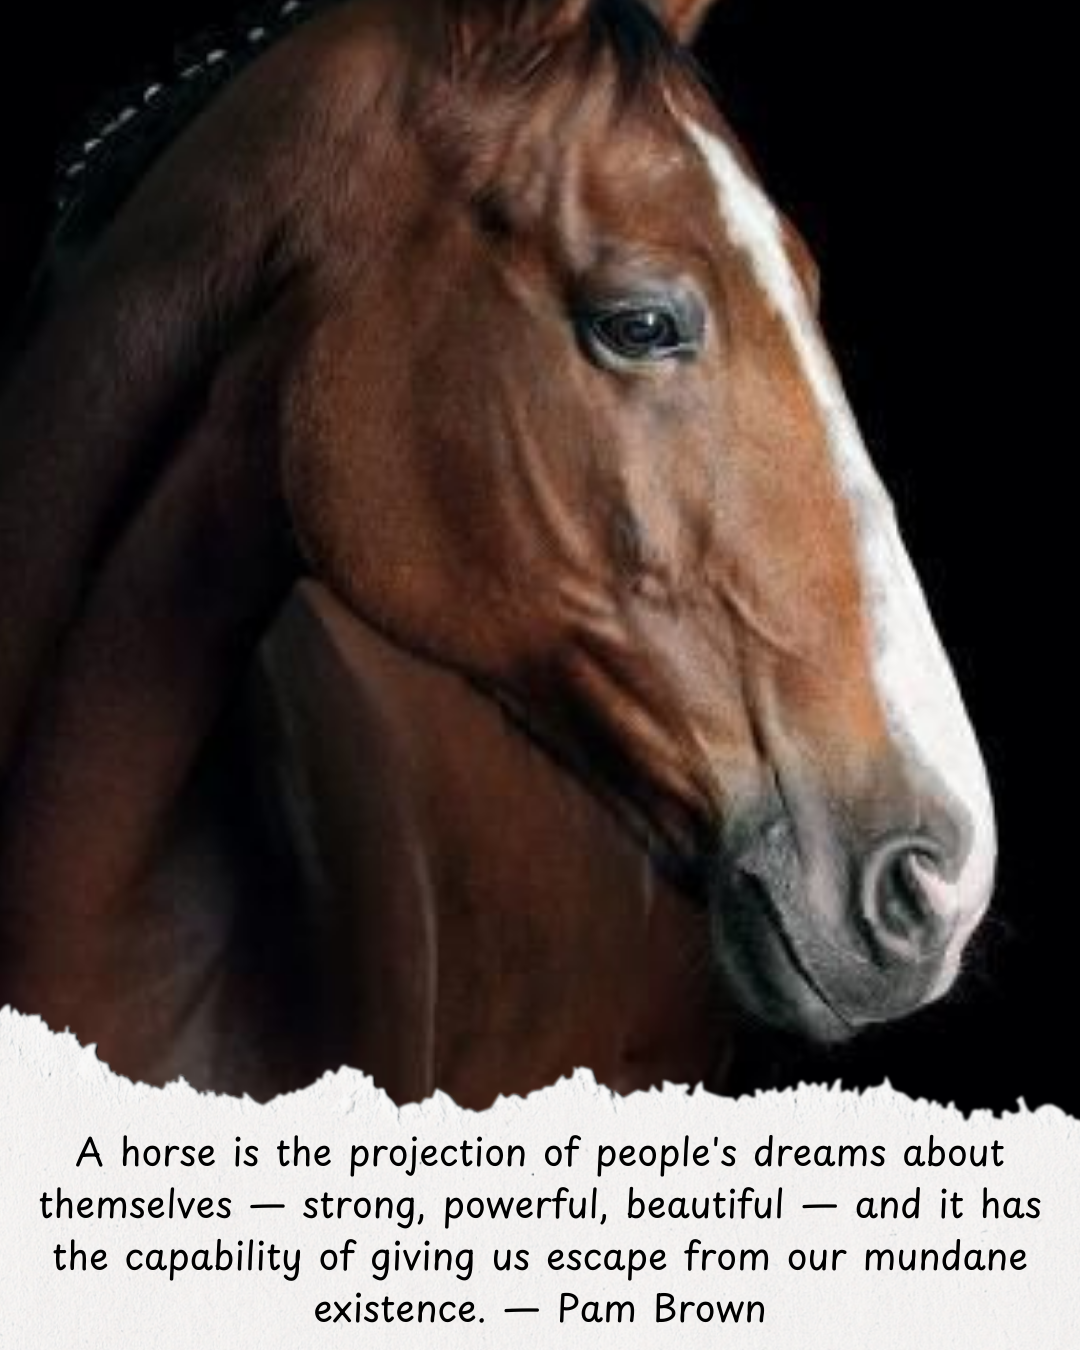 A horse is the projection of people's dreams about
themselves — strong, powerful, beautiful — and it has
the capability of giving us escape from our mundane
existence. — Pam Brown